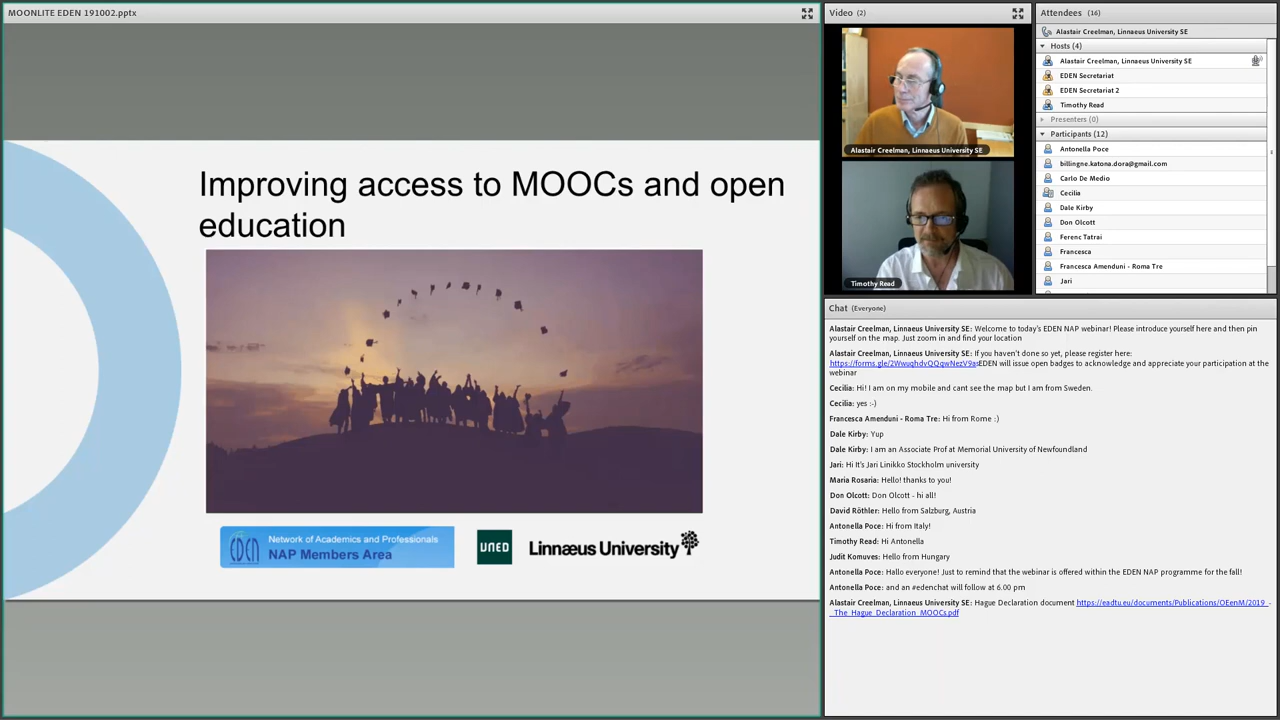 MOONLITE EDEN 191002.pptx
Improving access to MOOCs and open
education
EDEN
Network of Academics and Professionals
NAP Members Area
UNED
Linnæus University
Video (2)
Alastair Creelman, Linnaeus University SE
Timothy Read
Attendees (16)
Alastair Creelman, Linnaeus University SE
Hosts (4)
Alastair Creelman, Linnaeus University SE
EDEN Secretariat
EDEN Secretariat 2
Timothy Read
Presenters (0)
Participants (12)
Antonella Poce
billingne.katona.dora@gmail.com
Carlo De Medio
Cecilia
Dale Kirby
Don Olcott
Ferenc Tatrai
Francesca
Francesca Amenduni - Roma Tre
Jari
Chat (Everyone)
Alastair Creelman, Linnaeus University SE: Welcome to today's EDEN NAP webinar! Please introduce yourself here and then pin
yourself on the map. Just zoom in and find your location
Alastair Creelman, Linnaeus University SE: If you haven't done so yet, please register here:
https://forms.gle/2WwuqhdvQQqwNezV9asEDEN will issue open badges to acknowledge and appreciate your participation at the
webinar
Cecilia: Hi! I am on my mobile and cant see the map but I am from Sweden.
Cecilia: yes :-)
Francesca Amenduni - Roma Tre: Hi from Rome :)
Dale Kirby: Yup
Dale Kirby: I am an Associate Prof at Memorial University of Newfoundland
Jari: Hi It's Jari Linikko Stockholm university
Maria Rosaria: Hello! thanks to you!
Don Olcott: Don Olcott - hi all!
David Röthler: Hello from Salzburg, Austria
Antonella Poce: Hi from Italy!
Timothy Read: Hi Antonella
Judit Komuves: Hello from Hungary
Antonella Poce: Hallo everyone! Just to remind that the webinar is offered within the EDEN NAP programme for the fall!
Antonella Poce: and an #edenchat will follow at 6.00 pm
Alastair Creelman, Linnaeus University SE: Hague Declaration document https://eadtu.eu/documents/Publications/OEenM/2019_-
_The_Hague_Declaration_MOOCs.pdf